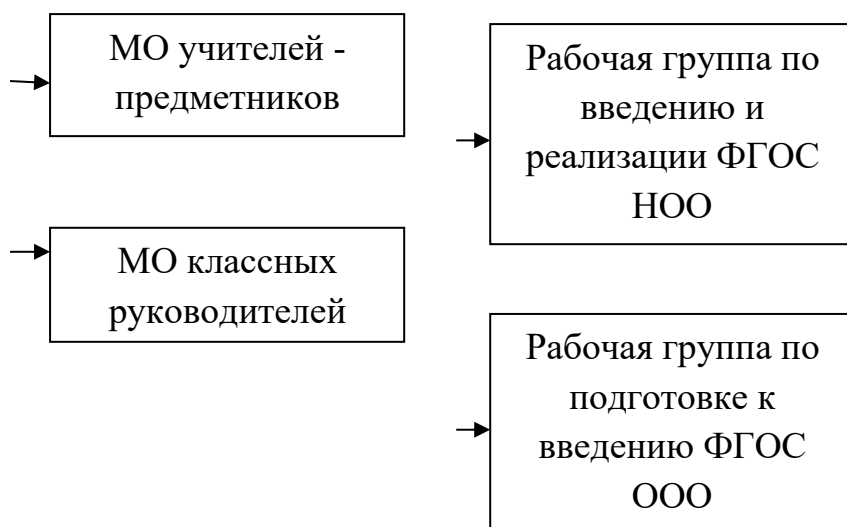 МО учителей -
предметников
МО классных
руководителей
Рабочая группа по
введению и
реализации ФГОС
НОО
Рабочая группа по
подготовке к
введению ФГОС
ООО